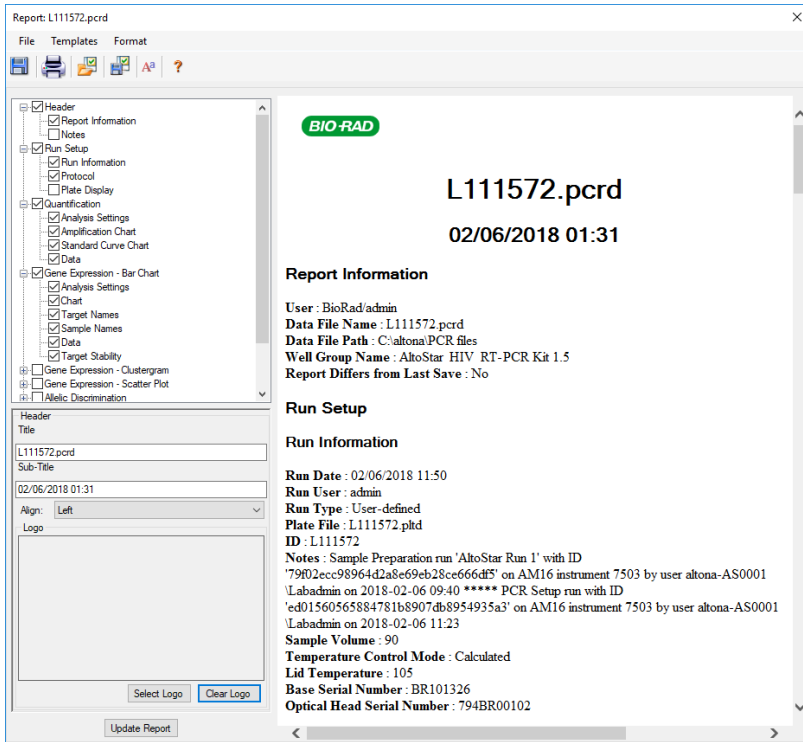 Report: L111572.pcrd
File Templates Format
Aa ?
Header
Report Information
Notes
Run Setup
Run Information
Protocol
Plate Display
Quantification
Analysis Settings
Amplification Chart
Standard Curve Chart
Data
Gene Expression - Bar Chart
Analysis Settings
Chart
Target Names
Sample Names
Data
Target Stability
Gene Expression - Clustergram
Gene Expression - Scatter Plot
Allelic Discrimination
Header
Title
L111572.pcrd
Sub-Title
02/06/2018 01:31
Align: Left
Logo
Select Logo Clear Logo
Update Report
BIO-RAD
L111572.pcrd
02/06/2018 01:31
Report Information
User : BioRad/admin
Data File Name : L111572.pcrd
Data File Path : C:\altona\PCR files
Well Group Name : AltoStar HIV RT-PCR Kit 1.5
Report Differs from Last Save : No
Run Setup
Run Information
Run Date : 02/06/2018 11:50
Run User : admin
Run Type : User-defined
Plate File : L111572.pltd
ID : L111572
Notes : Sample Preparation run 'AltoStar Run 1' with ID
'79f02ecc98964d2a8e69eb28ce666df5' on AM16 instrument 7503 by user altona-AS0001
\Labadmin on 2018-02-06 09:40 ***** PCR Setup run with ID
'ed01560565884781b8907db8954935a3' on AM16 instrument 7503 by user altona-AS0001
\Labadmin on 2018-02-06 11:23
Sample Volume : 90
Temperature Control Mode : Calculated
Lid Temperature : 105
Base Serial Number : BR101326
Optical Head Serial Number : 794BR00102